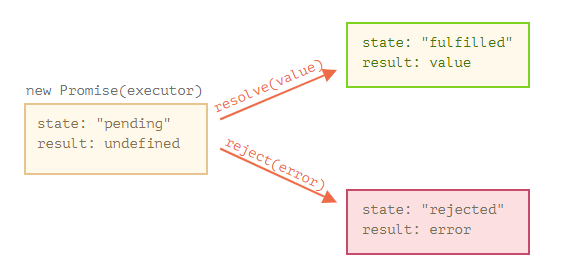 new Promise(executor)
state: "pending"
result: undefined
resolve(value)
reject(error)
state: "fulfilled"
result: value
state: "rejected"
result: error